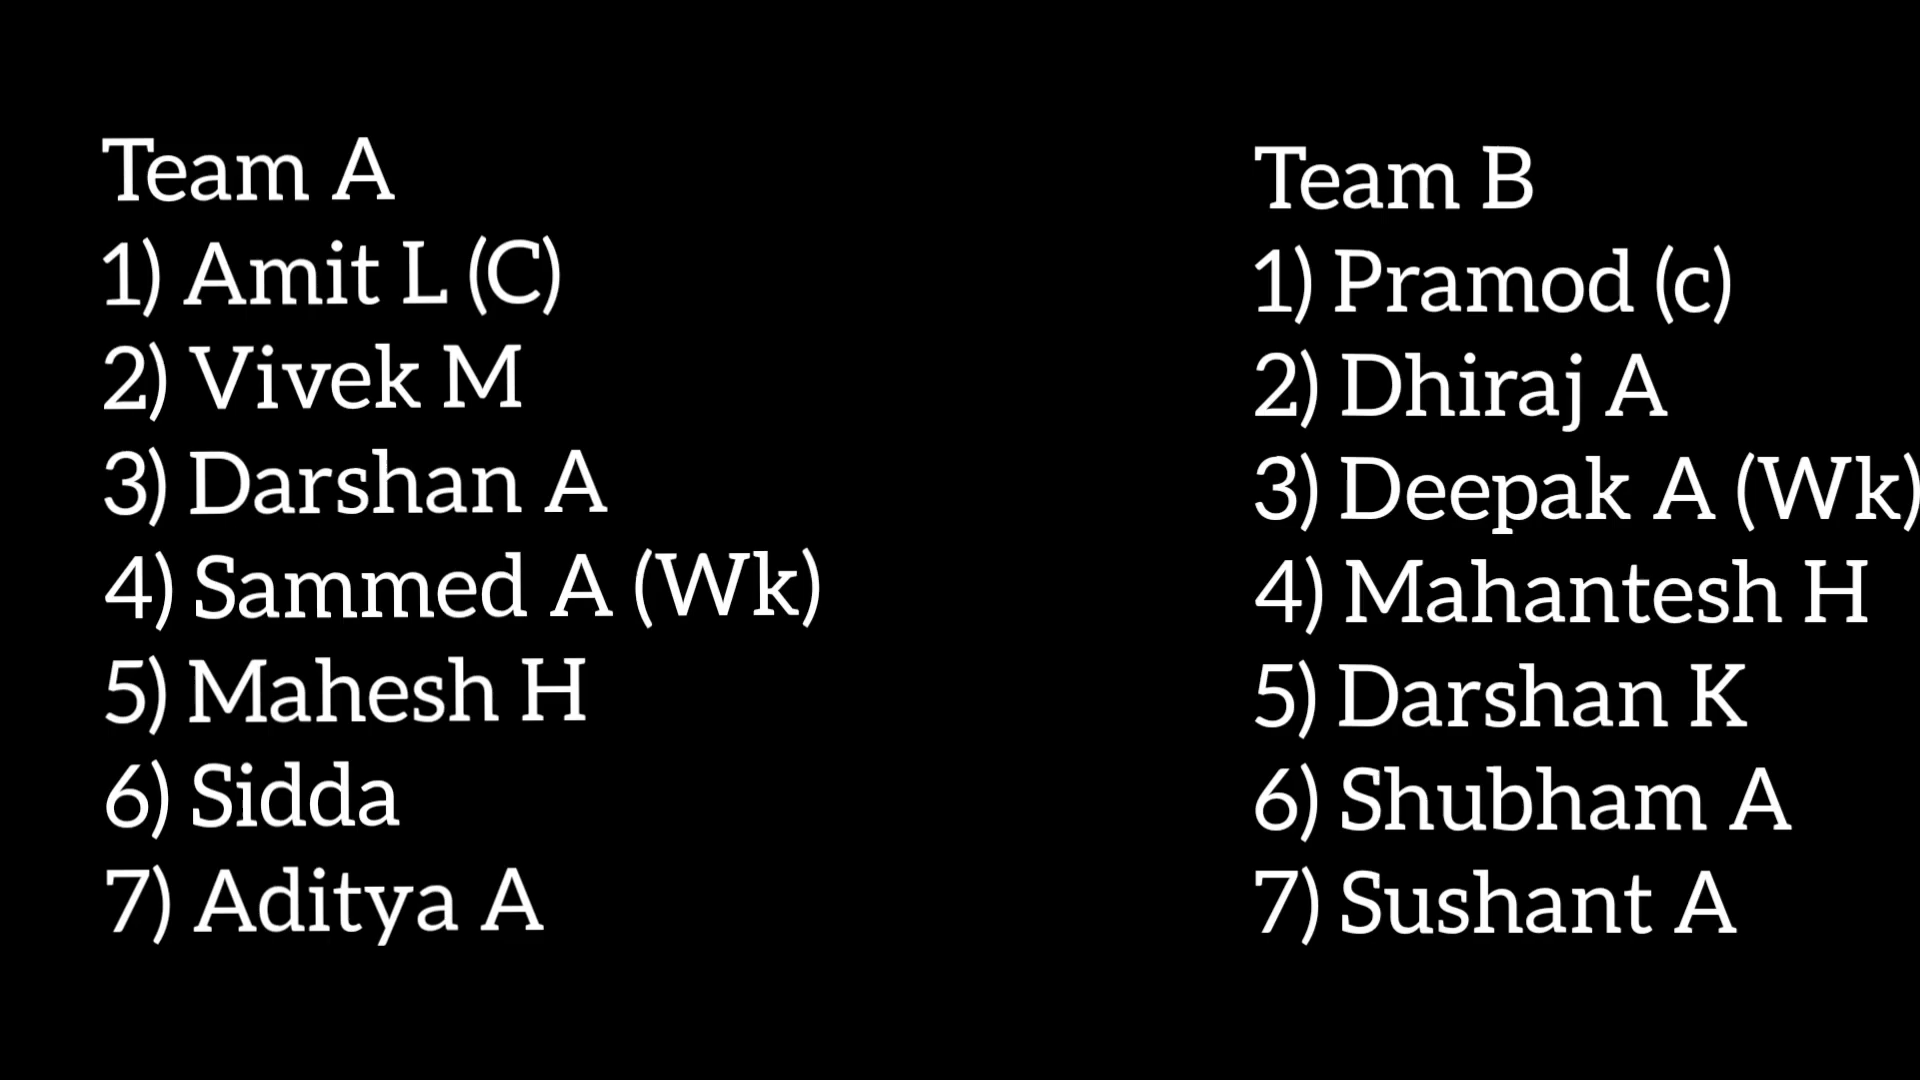 Team A
1) Amit L (C)
2) Vivek M
3) Darshan A
4) Sammed A (Wk)
5) Mahesh H
6) Sidda
7) Aditya A
Team B
1) Pramod (c)
2) Dhiraj A
3) Deepak A (Wk)
4) Mahantesh H
5) Darshan K
6) Shubham A
7) Sushant A